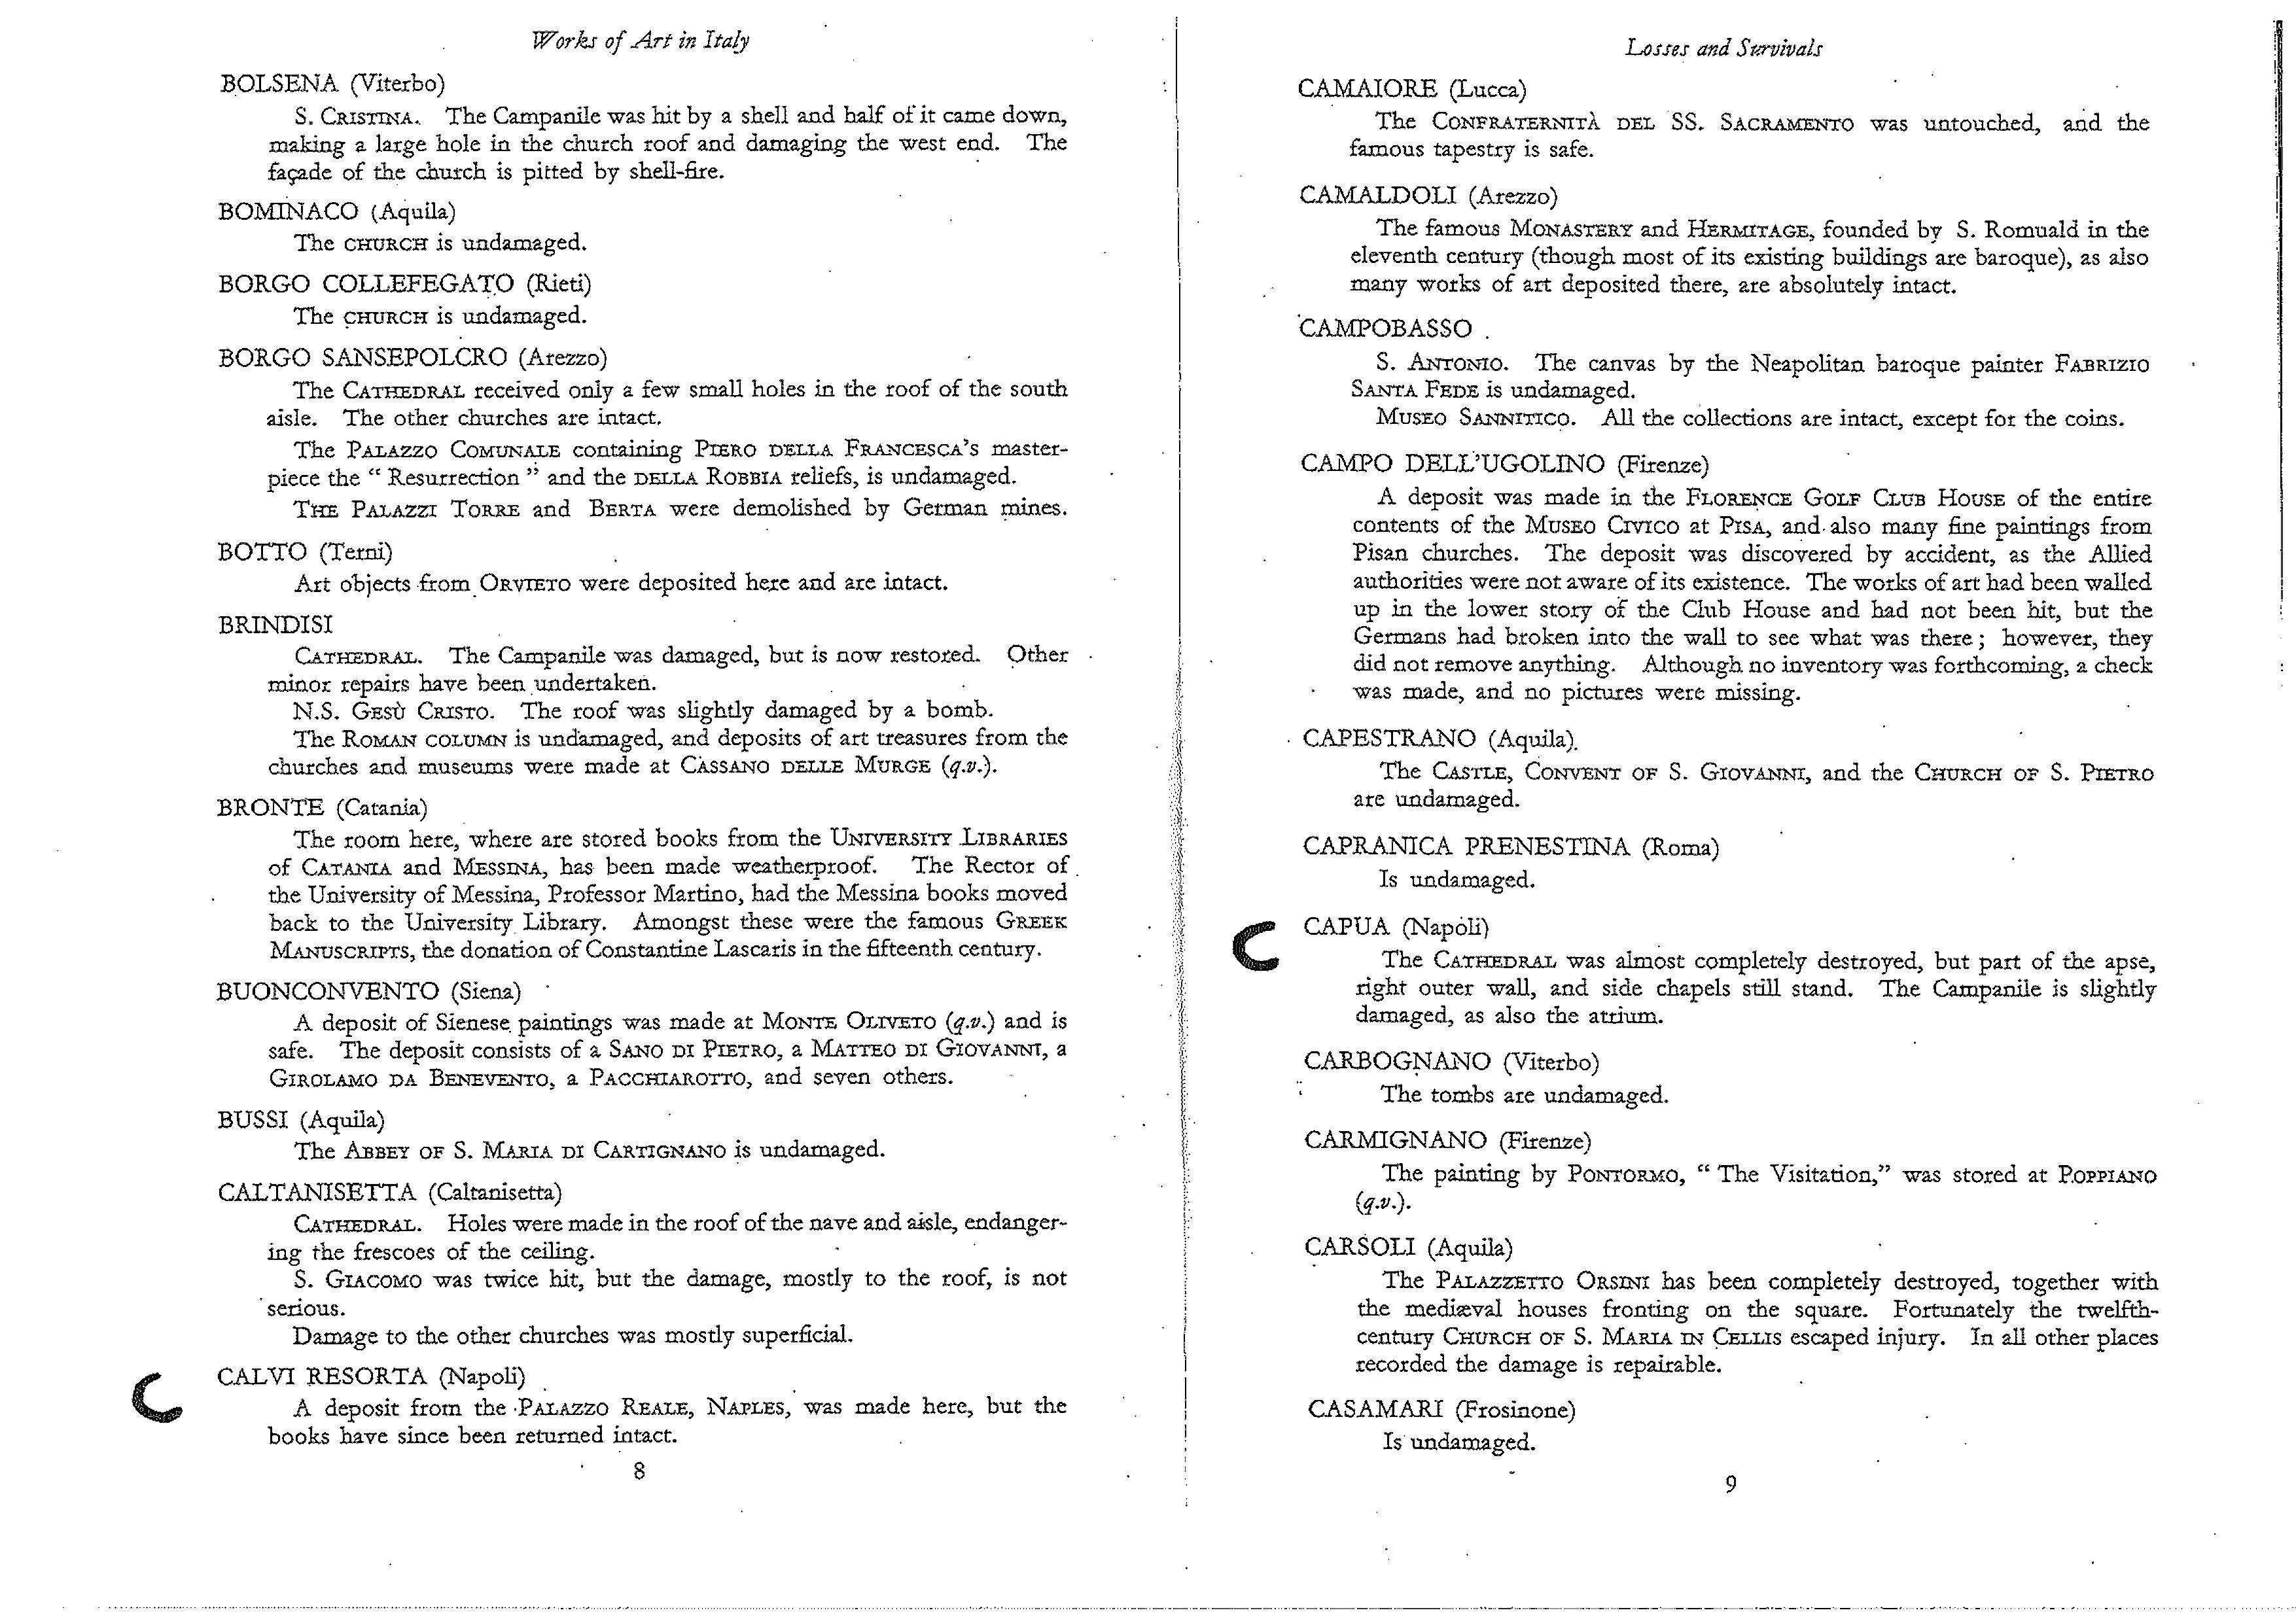 Works of Art in Italy
BOLSENA (Viterbo)
S. CRISTINA. The Campanile was hit by a shell and half of it came down,
making a large hole in the church roof and damaging the west end. The
façade of the church is pitted by shell-fire.
BOMINACO (Aquila)
The CHURCH is undamaged.
BORGO COLLEFEGATO (Rieti)
The CHURCH is undamaged.
BORGO SANSEPOLCRO (Arezzo)
The CATHEDRAL received only a few small holes in the roof of the south
aisle. The other churches are intact.
The PALAZZO COMUNALE containing PIERO DELLA FRANCESCA's master-
piece the " Resurrection " and the DELLA ROBBIA reliefs, is undamaged.
THE PALAZZI TORRE and BERTA were demolished by German mines.
BOTTO (Terni)
Art objects from ORVIETO were deposited here and are intact.
BRINDISI
CATHEDRAL. The Campanile was damaged, but is now restored. Other
minor repairs have been undertaken.
N.S. GESÙ CRISTO. The roof was slightly damaged by a bomb.
The ROMAN COLUMN is undamaged, and deposits of art treasures from the
churches and museums were made at CASSANO DELLE MURGE (q.v.).
BRONTE (Catania)
The room here, where are stored books from the UNIVERSITY LIBRARIES
of CATANIA and MESSINA, has been made weatherproof. The Rector of
the University of Messina, Professor Martino, had the Messina books moved
back to the University Library. Amongst these were the famous GREEK
MANUSCRIPTS, the donation of Constantine Lascaris in the fifteenth century.
BUONCONVENTO (Siena)
A deposit of Sienese paintings was made at MONTE OLIVETO (q.v.) and is
safe. The deposit consists of a SANO DI PIETRO, a MATTEO DI GIOVANNI, a
GIROLAMO DA BENEVENTO, a PACCHIAROTTO, and seven others.
BUSSI (Aquila)
The ABBEY OF S. MARIA DI CARTIGNANO is undamaged.
CALTANISETTA (Caltanisetta)
CATHEDRAL. Holes were made in the roof of the nave and aisle, endanger-
ing the frescoes of the ceiling.
S. GIACOMO was twice hit, but the damage, mostly to the roof, is not
serious.
Damage to the other churches was mostly superficial.
CALVI RESORTA (Napoli)
A deposit from the PALAZZO REALE, NAPLES, was made here, but the
books have since been returned intact.
8
Losses and Survivals
CAMAIORE (Lucca)
The CONFRATERNITÀ DEL SS. SACRAMENTO was untouched, and the
famous tapestry is safe.
CAMALDOLI (Arezzo)
The famous MONASTERY and HERMITAGE, founded by S. Romuald in the
eleventh century (though most of its existing buildings are baroque), as also
many works of art deposited there, are absolutely intact.
CAMPOBASSO
S. ANTONIO. The canvas by the Neapolitan baroque painter FABRIZIO
SANTA FEDE is undamaged.
MUSEO SANNITICO. All the collections are intact, except for the coins.
CAMPO DELL'UGOLINO (Firenze)
A deposit was made in the FLORENCE GOLF CLUB HOUSE of the entire
contents of the MUSEO CIVICO at PISA, and also many fine paintings from
Pisan churches. The deposit was discovered by accident, as the Allied
authorities were not aware of its existence. The works of art had been walled
up in the lower story of the Club House and had not been hit, but the
Germans had broken into the wall to see what was there ; however, they
did not remove anything. Although no inventory was forthcoming, a check
was made, and no pictures were missing.
CAPESTRANO (Aquila)
The CASTLE, CONVENT OF S. GIOVANNI, and the CHURCH OF S. PIETRO
are undamaged.
CAPRANICA PRENESTINA (Roma)
Is undamaged.
CAPUA (Napoli)
The CATHEDRAL was almost completely destroyed, but part of the apse,
right outer wall, and side chapels still stand. The Campanile is slightly
damaged, as also the atrium.
CARBOGNANO (Viterbo)
The tombs are undamaged.
CARMIGNANO (Firenze)
The painting by PONTORMO, " The Visitation," was stored at POPPIANO
(q.v.).
CARSOLI (Aquila)
The PALAZZETTO ORSINI has been completely destroyed, together with
the mediæval houses fronting on the square. Fortunately the twelfth-
century CHURCH OF S. MARIA IN CELLIS escaped injury. In all other places
recorded the damage is repairable.
CASAMARI (Frosinone)
Is undamaged.
9